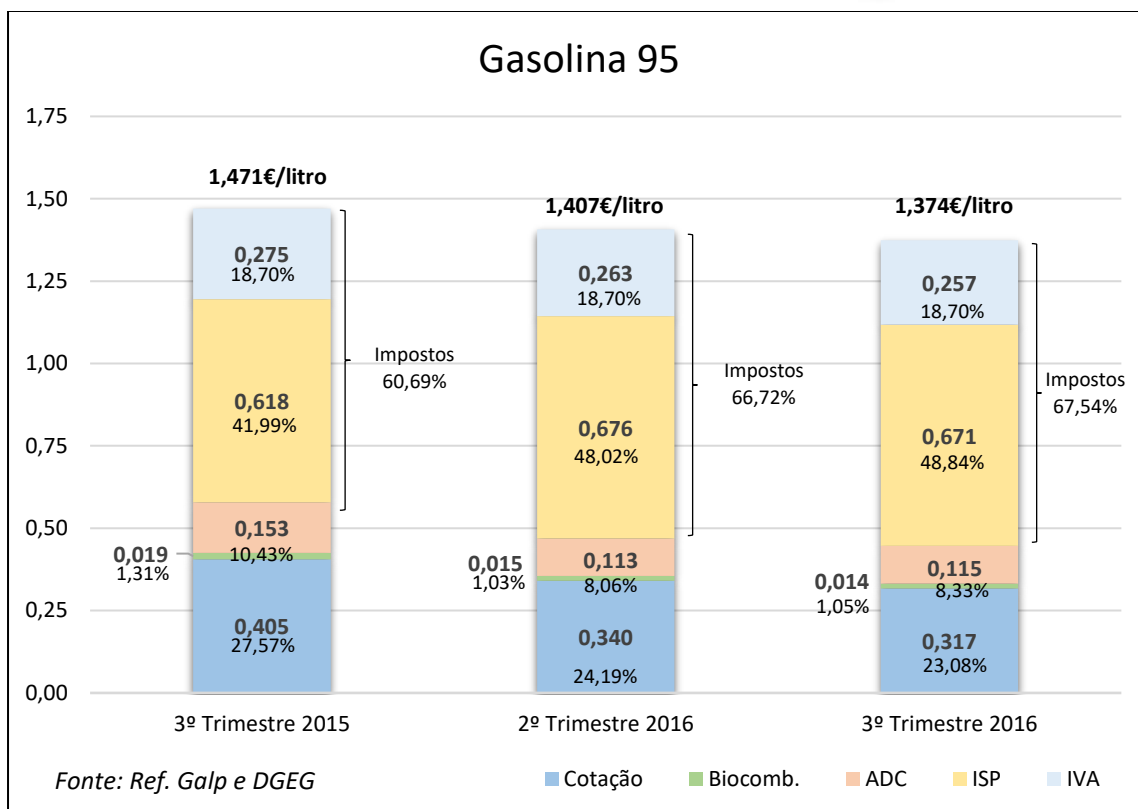 Gasolina 95
1,75
1,50
1,25
1,00
0,75
0,50
0,25
0,00
1,471€/litro
0,275
18,70%
0,618
41,99%
0,153
10,43%
0,019
1,31%
0,405
27,57%
Impostos
60,69%
1,407€/litro
0,263
18,70%
0,676
48,02%
0,113
8,06%
0,015
1,03%
0,340
24,19%
Impostos
66,72%
1,374€/litro
0,257
18,70%
0,671
48,84%
0,115
8,33%
0,014
1,05%
0,317
23,08%
Impostos
67,54%
3º Trimestre 2015
2º Trimestre 2016
3º Trimestre 2016
Fonte: Ref. Galp e DGEG
Cotação
Biocomb.
ADC
ISP
IVA